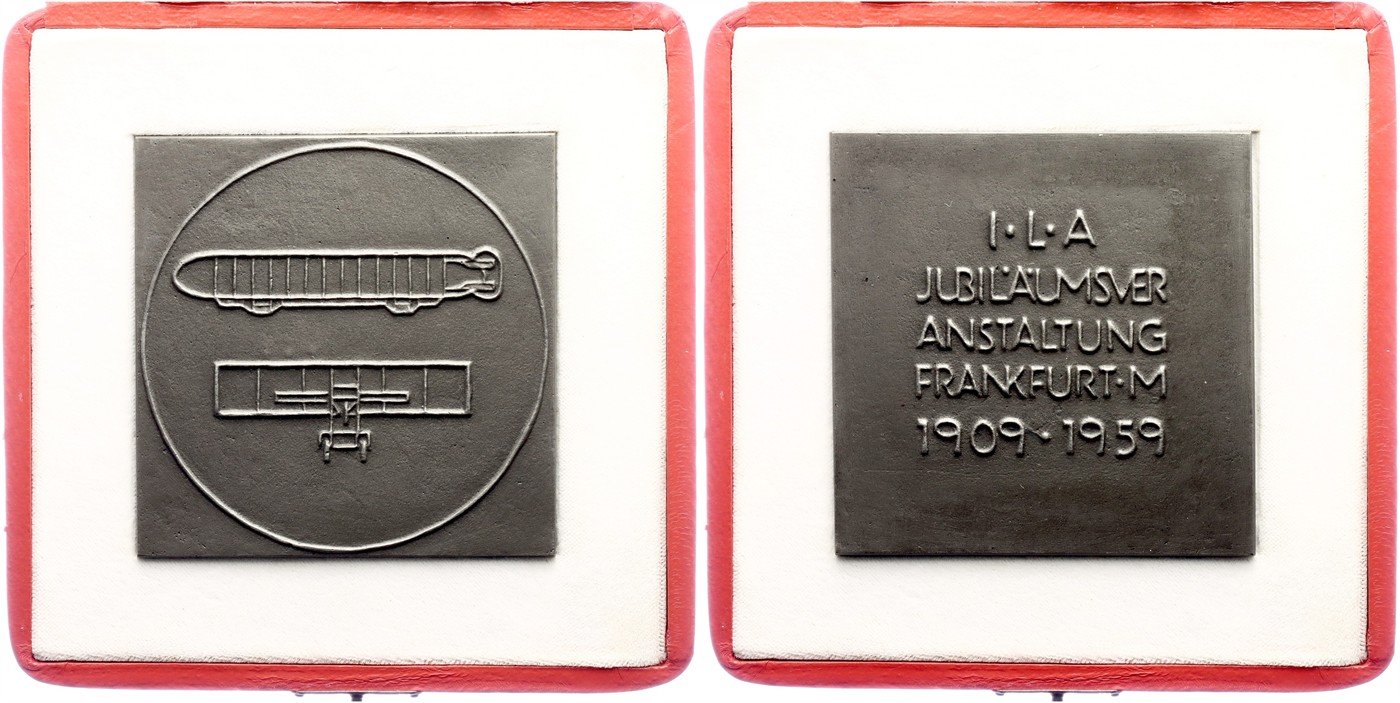 I·L·A
JUBILÄUMSVER
ANSTALTUNG
FRANKFURT·M
1909·1959